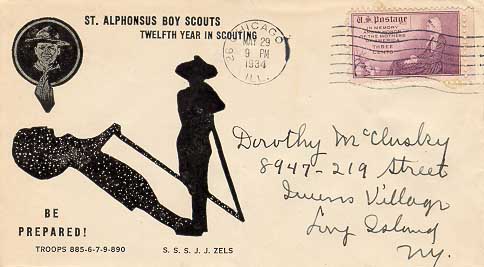 ST. ALPHONSUS BOY SCOUTS
TWELFTH YEAR IN SCOUTING
CHICAGO
MAY 29
9 PM
1934
ILL.
U.S. Postage
IN MEMORY
AND IN HONOR
OF THE MOTHERS
OF AMERICA
THREE
CENTS
Dorothy McClusky
8947-219 Street
Queens Village
Long Island
NY.
BE
PREPARED!
TROOPS 885-6-7-9-890
S. S. S. J. J. ZELS